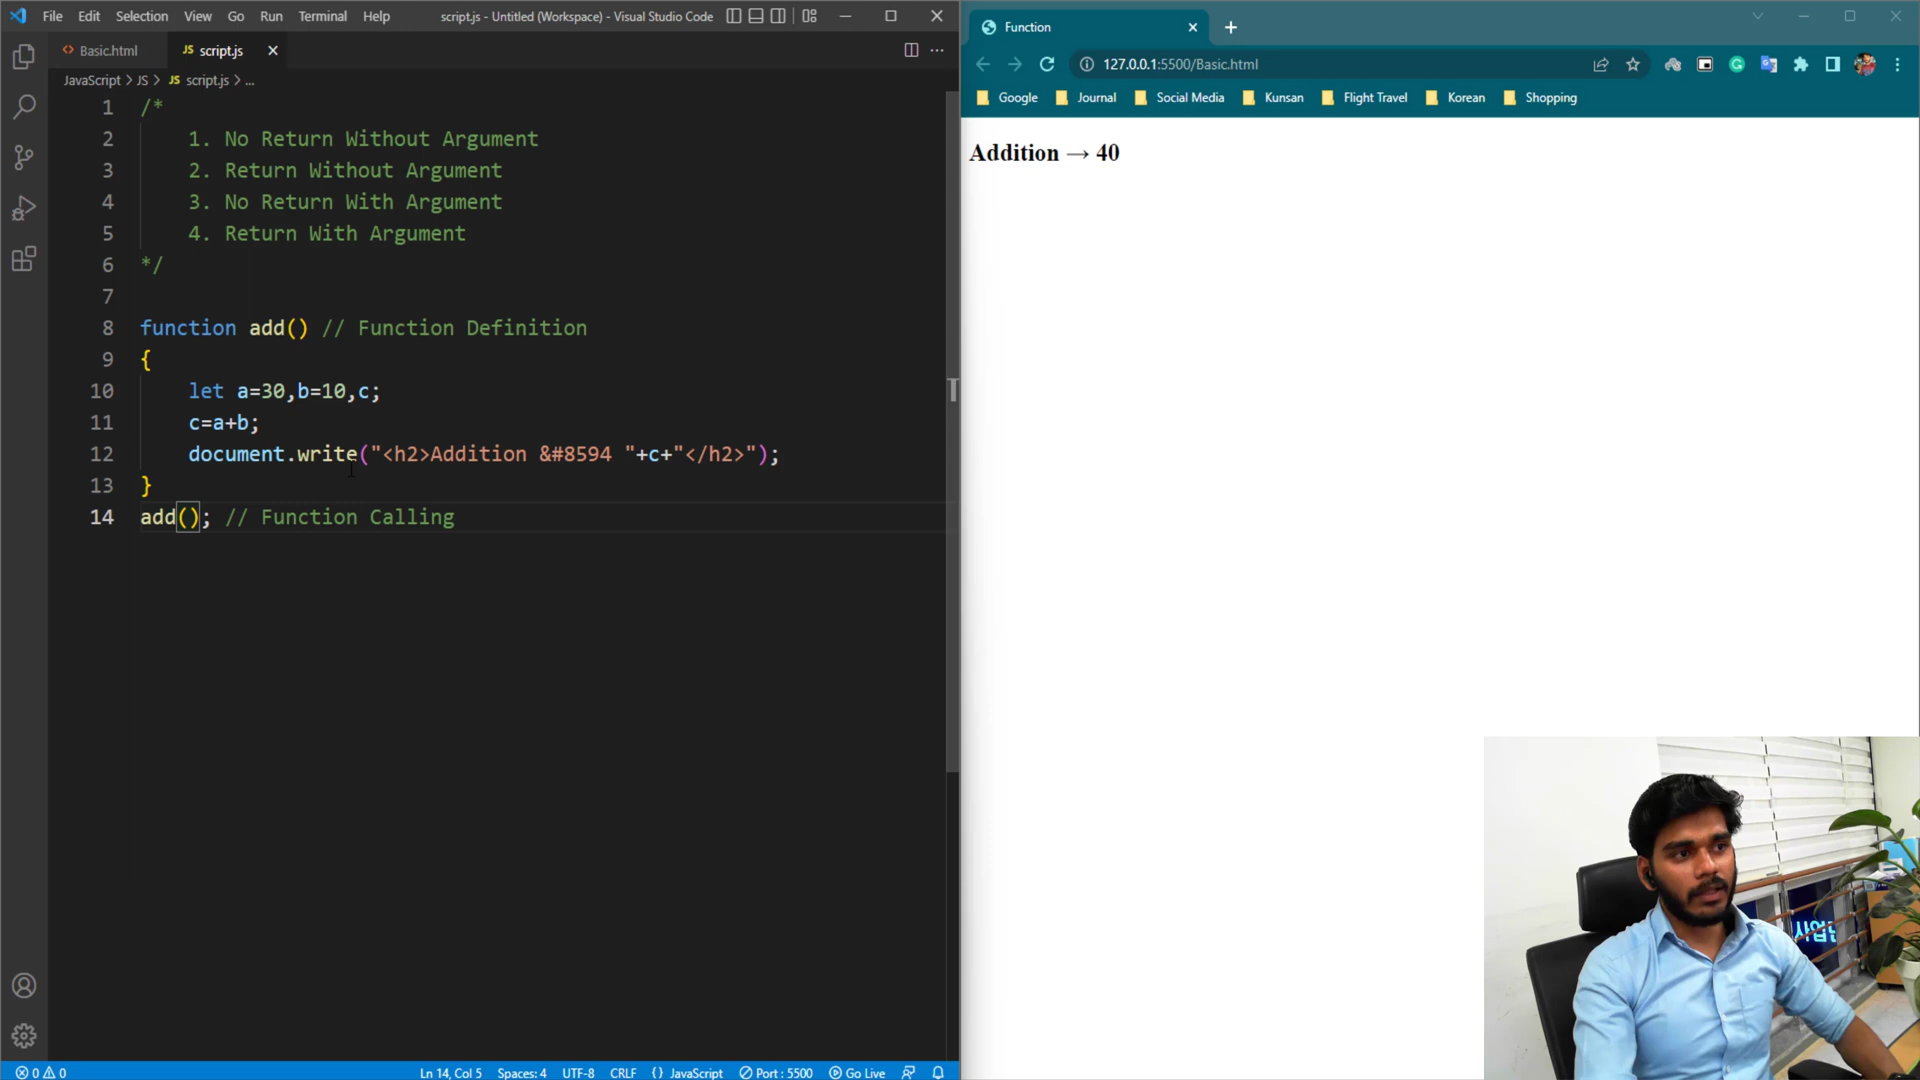 File Edit Selection View Go Run Terminal Help script.js - Untitled (Workspace) - Visual Studio Code
Basic.html JS script.js
JavaScript > JS > JS script.js > ...
1 /*
2 1. No Return Without Argument
3 2. Return Without Argument
4 3. No Return With Argument
5 4. Return With Argument
6 */
7
8 function add() // Function Definition
9 {
10 let a=30,b=10,c;
11 c=a+b;
12 document.write("<h2>Addition &#8594 "+c+"</h2>");
13 }
14 add(); // Function Calling
0 0 Ln 14, Col 5 Spaces: 4 UTF-8 CRLF {} JavaScript Port : 5500 Go Live
Function
127.0.0.1:5500/Basic.html
Google Journal Social Media Kunsan Flight Travel Korean Shopping
Addition → 40